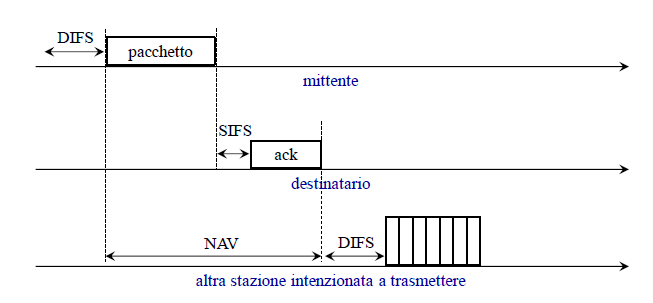 DIFS
pacchetto
mittente
SIFS
ack
destinatario
NAV
DIFS
altra stazione intenzionata a trasmettere